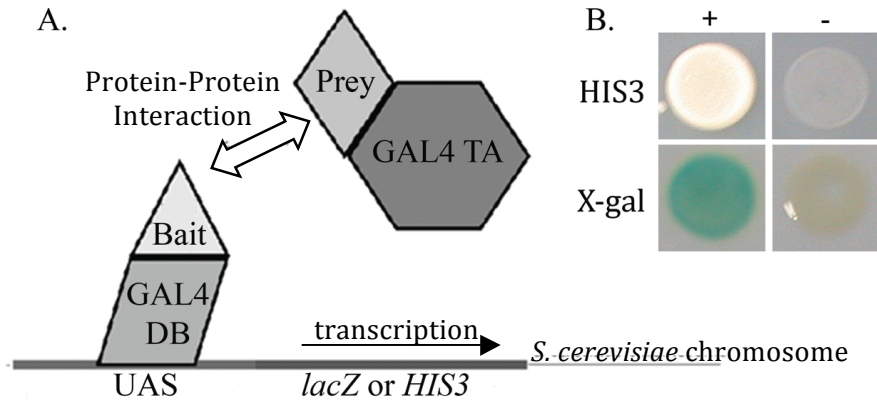 A.
Protein-Protein
Interaction
Prey
GAL4 TA
Bait
GAL4
DB
transcription
UAS
lacZ or HIS3
S. cerevisiae chromosome
B.
+ -
HIS3
X-gal